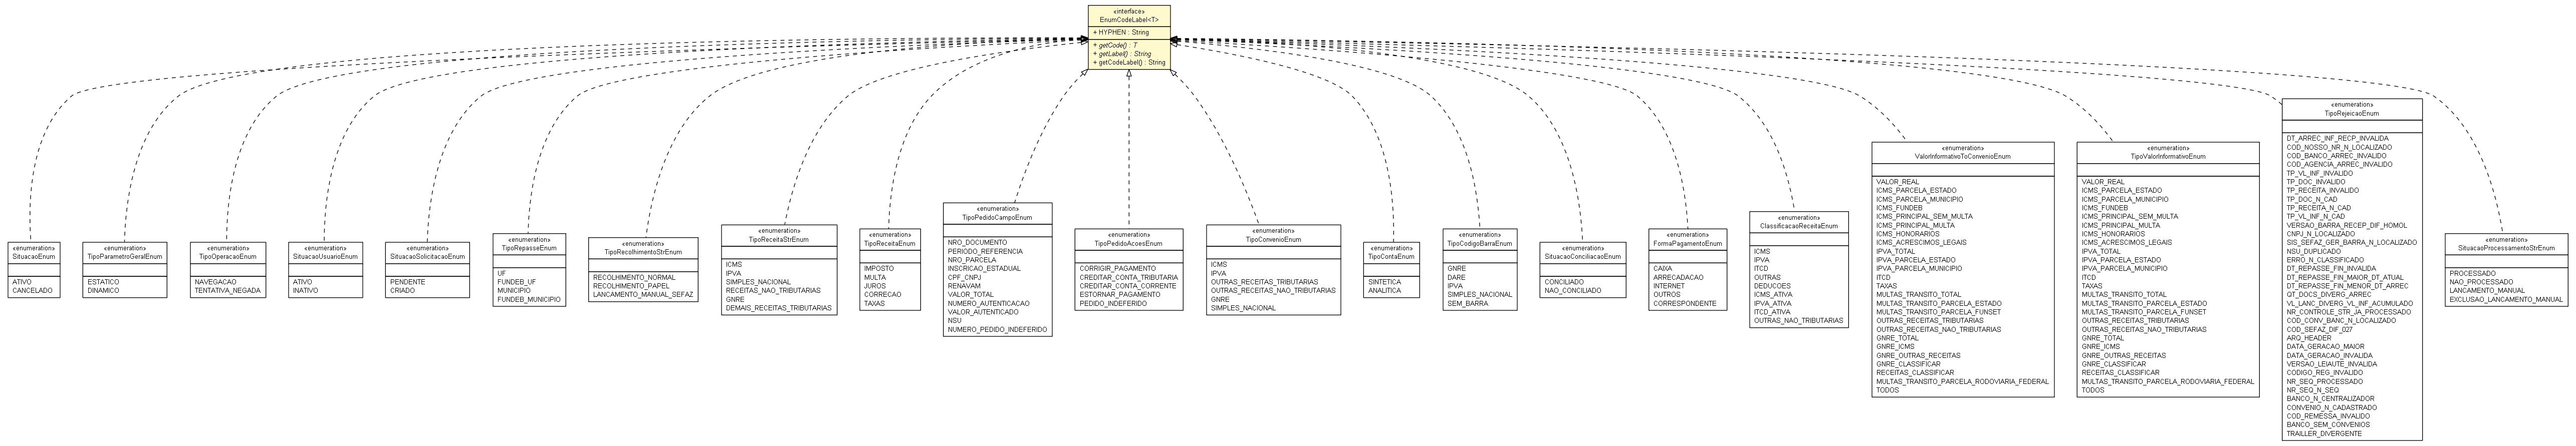 «interface»
EnumCodeLabel<T>
+ HYPHEN : String
+ getCode() : T
+ getLabel() : String
+ getCodeLabel() : String
«enumeration»
SituacaoEnum
ATIVO
CANCELADO
«enumeration»
TipoParametroGeralEnum
ESTATICO
DINAMICO
«enumeration»
TipoOperacaoEnum
NAVEGACAO
TENTATIVA_NEGADA
«enumeration»
SituacaoUsuarioEnum
ATIVO
INATIVO
«enumeration»
SituacaoSolicitacaoEnum
PENDENTE
CRIADO
«enumeration»
TipoRepasseEnum
UF
FUNDEB_UF
MUNICIPIO
FUNDEB_MUNICIPIO
«enumeration»
TipoRecolhimentoStrEnum
RECOLHIMENTO_NORMAL
RECOLHIMENTO_PAPEL
LANCAMENTO_MANUAL_SEFAZ
«enumeration»
TipoReceitaStrEnum
ICMS
IPVA
SIMPLES_NACIONAL
RECEITAS_NAO_TRIBUTARIAS
GNRE
DEMAIS_RECEITAS_TRIBUTARIAS
«enumeration»
TipoReceitaEnum
IMPOSTO
MULTA
JUROS
CORRECAO
TAXAS
«enumeration»
TipoPedidoCampoEnum
NRO_DOCUMENTO
PERIODO_REFERENCIA
NRO_PARCELA
INSCRICAO_ESTADUAL
CPF_CNPJ
RENAVAM
VALOR_TOTAL
NUMERO_AUTENTICACAO
VALOR_AUTENTICADO
NSU
NUMERO_PEDIDO_INDEFERIDO
«enumeration»
TipoPedidoAcoesEnum
CORRIGIR_PAGAMENTO
CREDITAR_CONTA_TRIBUTARIA
CREDITAR_CONTA_CORRENTE
ESTORNAR_PAGAMENTO
PEDIDO_INDEFERIDO
«enumeration»
TipoConvenioEnum
ICMS
IPVA
OUTRAS_RECEITAS_TRIBUTARIAS
OUTRAS_RECEITAS_NAO_TRIBUTARIAS
GNRE
SIMPLES_NACIONAL
«enumeration»
TipoContaEnum
SINTETICA
ANALITICA
«enumeration»
TipoCodigoBarraEnum
GNRE
DARE
IPVA
SIMPLES_NACIONAL
SEM_BARRA
«enumeration»
SituacaoConciliacaoEnum
CONCILIADO
NAO_CONCILIADO
«enumeration»
FormaPagamentoEnum
CAIXA
ARRECADACAO
INTERNET
OUTROS
CORRESPONDENTE
«enumeration»
ClassificacaoReceitaEnum
ICMS
IPVA
ITCD
OUTRAS
DEDUCOES
ICMS_ATIVA
IPVA_ATIVA
ITCD_ATIVA
OUTRAS_NAO_TRIBUTARIAS
«enumeration»
ValorInformativoToConvenioEnum
VALOR_REAL
ICMS_PARCELA_ESTADO
ICMS_PARCELA_MUNICIPIO
ICMS_FUNDEB
ICMS_PRINCIPAL_SEM_MULTA
ICMS_PRINCIPAL_MULTA
ICMS_HONORARIOS
ICMS_ACRESCIMOS_LEGAIS
IPVA_TOTAL
IPVA_PARCELA_ESTADO
IPVA_PARCELA_MUNICIPIO
ITCD
TAXAS
MULTAS_TRANSITO_TOTAL
MULTAS_TRANSITO_PARCELA_ESTADO
MULTAS_TRANSITO_PARCELA_FUNSET
OUTRAS_RECEITAS_TRIBUTARIAS
OUTRAS_RECEITAS_NAO_TRIBUTARIAS
GNRE_TOTAL
GNRE_ICMS
GNRE_OUTRAS_RECEITAS
GNRE_CLASSIFICAR
RECEITAS_CLASSIFICAR
MULTAS_TRANSITO_PARCELA_RODOVIARIA_FEDERAL
TODOS
«enumeration»
TipoValorInformativoEnum
VALOR_REAL
ICMS_PARCELA_ESTADO
ICMS_PARCELA_MUNICIPIO
ICMS_FUNDEB
ICMS_PRINCIPAL_SEM_MULTA
ICMS_PRINCIPAL_MULTA
ICMS_HONORARIOS
ICMS_ACRESCIMOS_LEGAIS
IPVA_TOTAL
IPVA_PARCELA_ESTADO
IPVA_PARCELA_MUNICIPIO
ITCD
TAXAS
MULTAS_TRANSITO_TOTAL
MULTAS_TRANSITO_PARCELA_ESTADO
MULTAS_TRANSITO_PARCELA_FUNSET
OUTRAS_RECEITAS_TRIBUTARIAS
OUTRAS_RECEITAS_NAO_TRIBUTARIAS
GNRE_TOTAL
GNRE_ICMS
GNRE_OUTRAS_RECEITAS
GNRE_CLASSIFICAR
RECEITAS_CLASSIFICAR
MULTAS_TRANSITO_PARCELA_RODOVIARIA_FEDERAL
TODOS
«enumeration»
TipoRejeicaoEnum
DT_ARREC_INF_RECP_INVALIDA
COD_NOSSO_NR_N_LOCALIZADO
COD_BANCO_ARREC_INVALIDO
COD_AGENCIA_ARREC_INVALIDO
TP_VL_INF_INVALIDO
TP_DOC_INVALIDO
TP_RECEITA_INVALIDO
TP_DOC_N_CAD
TP_RECEITA_N_CAD
TP_VL_INF_N_CAD
VERSAO_BARRA_RECEP_DIF_HOMOL
CNPJ_N_LOCALIZADO
SIS_SEFAZ_GER_BARRA_N_LOCALIZADO
NSU_DUPLICADO
ERRO_N_CLASSIFICADO
DT_REPASSE_FIN_INVALIDA
DT_REPASSE_FIN_MAIOR_DT_ATUAL
DT_REPASSE_FIN_MENOR_DT_ARREC
QT_DOCS_DIVERG_ARREC
VL_LANC_DIVERG_VL_INF_ACUMULADO
NR_CONTROLE_STR_JA_PROCESSADO
COD_CONV_BANC_N_LOCALIZADO
COD_SEFAZ_DIF_027
ARQ_HEADER
DATA_GERACAO_MAIOR
DATA_GERACAO_INVALIDA
VERSAO_LEIAUTE_INVALIDA
CODIGO_REG_INVALIDO
NR_SEQ_PROCESSADO
NR_SEQ_N_SEQ
BANCO_N_CENTRALIZADOR
CONVENIO_N_CADASTRADO
COD_REMESSA_INVALIDO
BANCO_SEM_CONVENIOS
TRAILLER_DIVERGENTE
«enumeration»
SituacaoProcessamentoStrEnum
PROCESSADO
NAO_PROCESSADO
LANCAMENTO_MANUAL
EXCLUSAO_LANCAMENTO_MANUAL